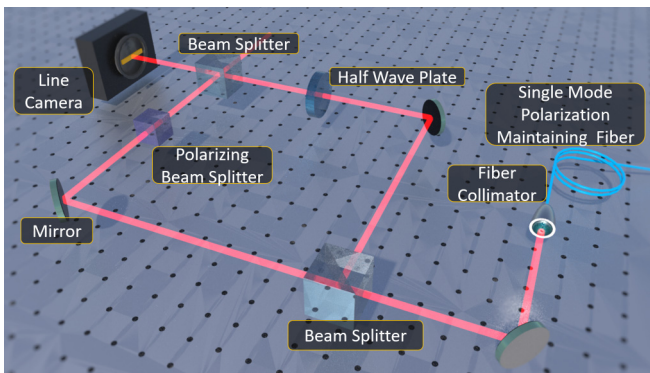 Beam Splitter
Line
Camera
Half Wave Plate
Single Mode
Polarization
Maintaining Fiber
Polarizing
Beam Splitter
Fiber
Collimator
Mirror
Beam Splitter